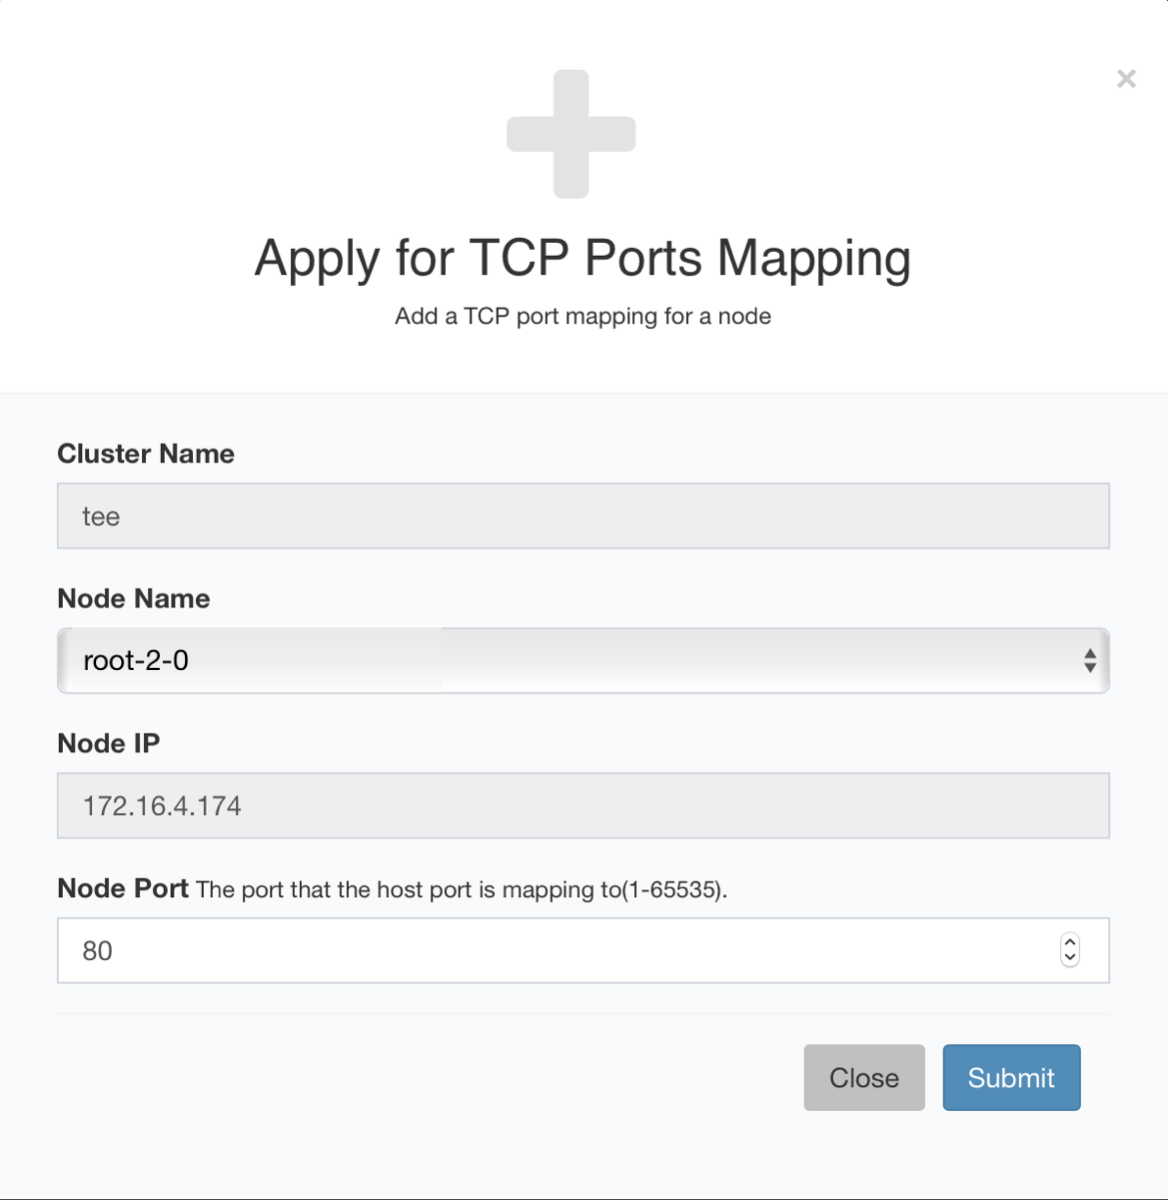 ×
Apply for TCP Ports Mapping
Add a TCP port mapping for a node
Cluster Name
tee
Node Name
root-2-0
Node IP
172.16.4.174
Node Port The port that the host port is mapping to(1-65535).
80
Close Submit